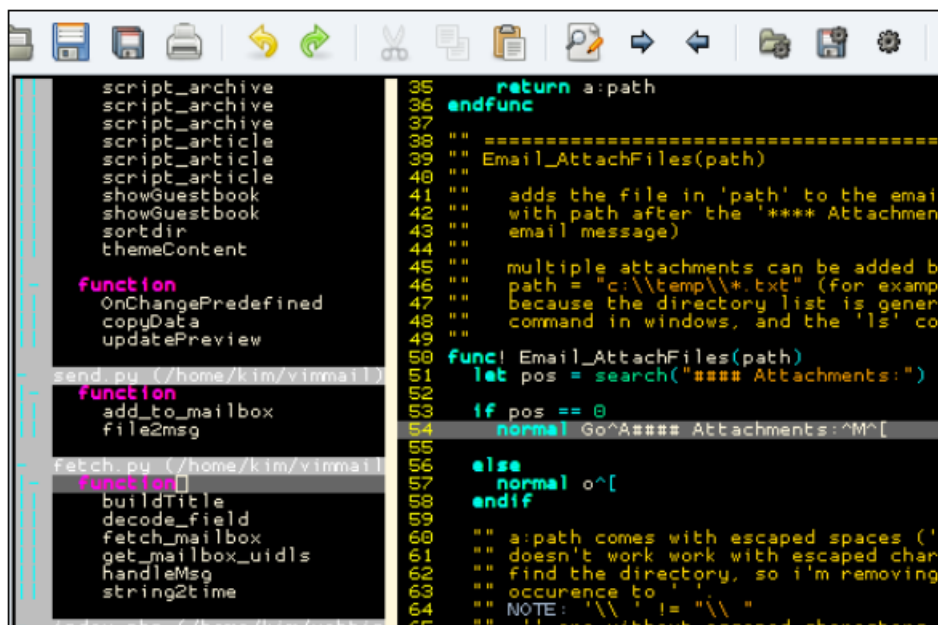 script_archive
script_archive
script_archive
script_article
script_article
script_article
showGuestbook
showGuestbook
sortdir
themeContent
function
OnChangePredefined
copyData
updatePreview
send.py (/home/kim/vimmail)
function
add_to_mailbox
file2msg
fetch.py (/home/kim/vimmail
function
buildTitle
decode_field
fetch_mailbox
get_mailbox_uidls
handleMsg
string2time
35 return a:path
36 endfunc
37
38 "" =====================================
39 "" Email_AttachFiles(path)
40 ""
41 "" adds the file in 'path' to the emai
42 "" with path after the '**** Attachmen
43 "" email message)
44 ""
45 "" multiple attachments can be added b
46 "" path = "c:\\temp\\*.txt" (for examp
47 "" because the directory list is gener
48 "" command in windows, and the 'ls' co
49 ""
50 func! Email_AttachFiles(path)
51 let pos = search("#### Attachments:")
52
53 if pos == 0
54 normal Go^A#### Attachments:^M^[
55
56 else
57 normal o^[
58 endif
59
60 "" a:path comes with escaped spaces ('
61 "" doesn't work work with escaped char
62 "" find the directory, so i'm removing
63 "" occurence to ' '.
64 "" NOTE: '\\ ' != "\\ "
65